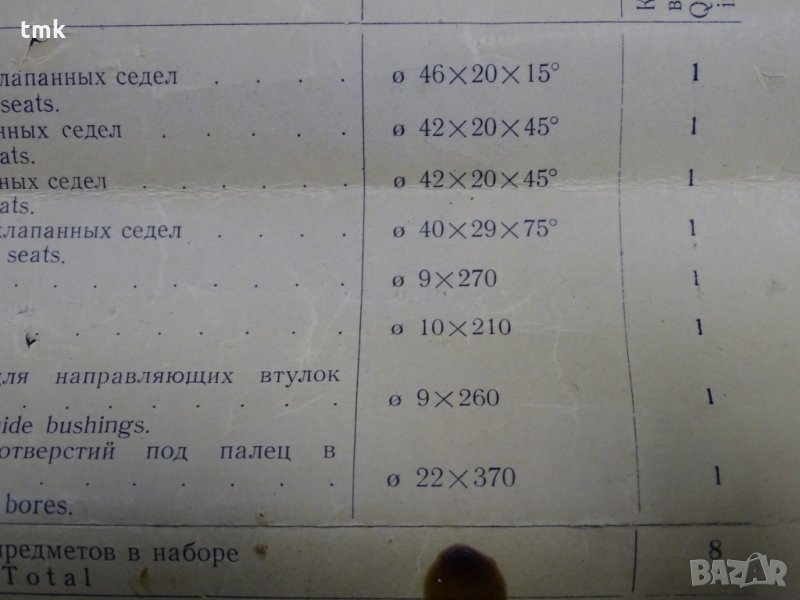 tmk
клапанных седел . . . . ø 46×20×15° 1
seats.
нных седел . . . . . ø 42×20×45° 1
ats.
ных седел . . . . . ø 42×20×45° 1
ats.
клапанных седел . . . . ø 40×29×75° 1
seats.
. . . . . . . . ø 9×270 1
. . . . . . . . ø 10×210 1
для направляющих втулок
. . . . . . . . ø 9×260 1
uide bushings.
отверстий под палец в
. . . . . . . . ø 22×370 1
bores.
предметов в наборе 8
Total
BAZAR